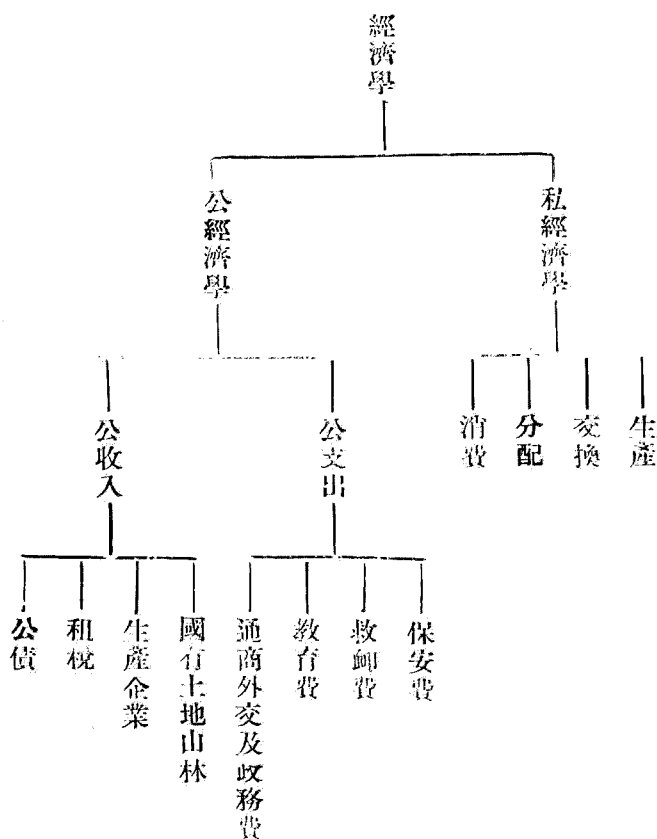 經濟學
私經濟學
公經濟學
生產
交換
分配
消費
公支出
公收入
保安費
救卹費
教育費
通商外交及政務費
國有土地山林
生產企業
租稅
公債